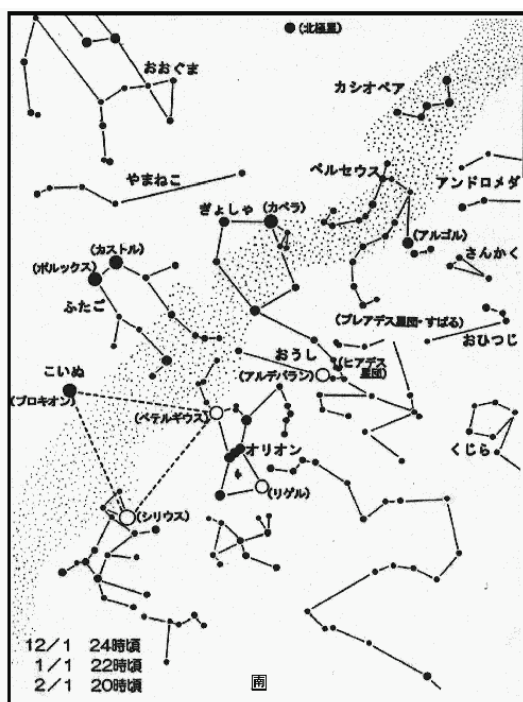 (北極星)
おおぐま
カシオペア
やまねこ
ペルセウス
アンドロメダ
ぎょしゃ
(カペラ)
(アルゴル)
さんかく
(カストル)
(ポルックス)
ふたご
(プレアデス星団・すばる)
おひつじ
おうし
(ヒアデス
星団)
(アルデバラン)
こいぬ
(プロキオン)
(ベテルギウス)
オリオン
くじら
(リゲル)
(シリウス)
12/1 24時頃
1/1 22時頃
2/1 20時頃
南